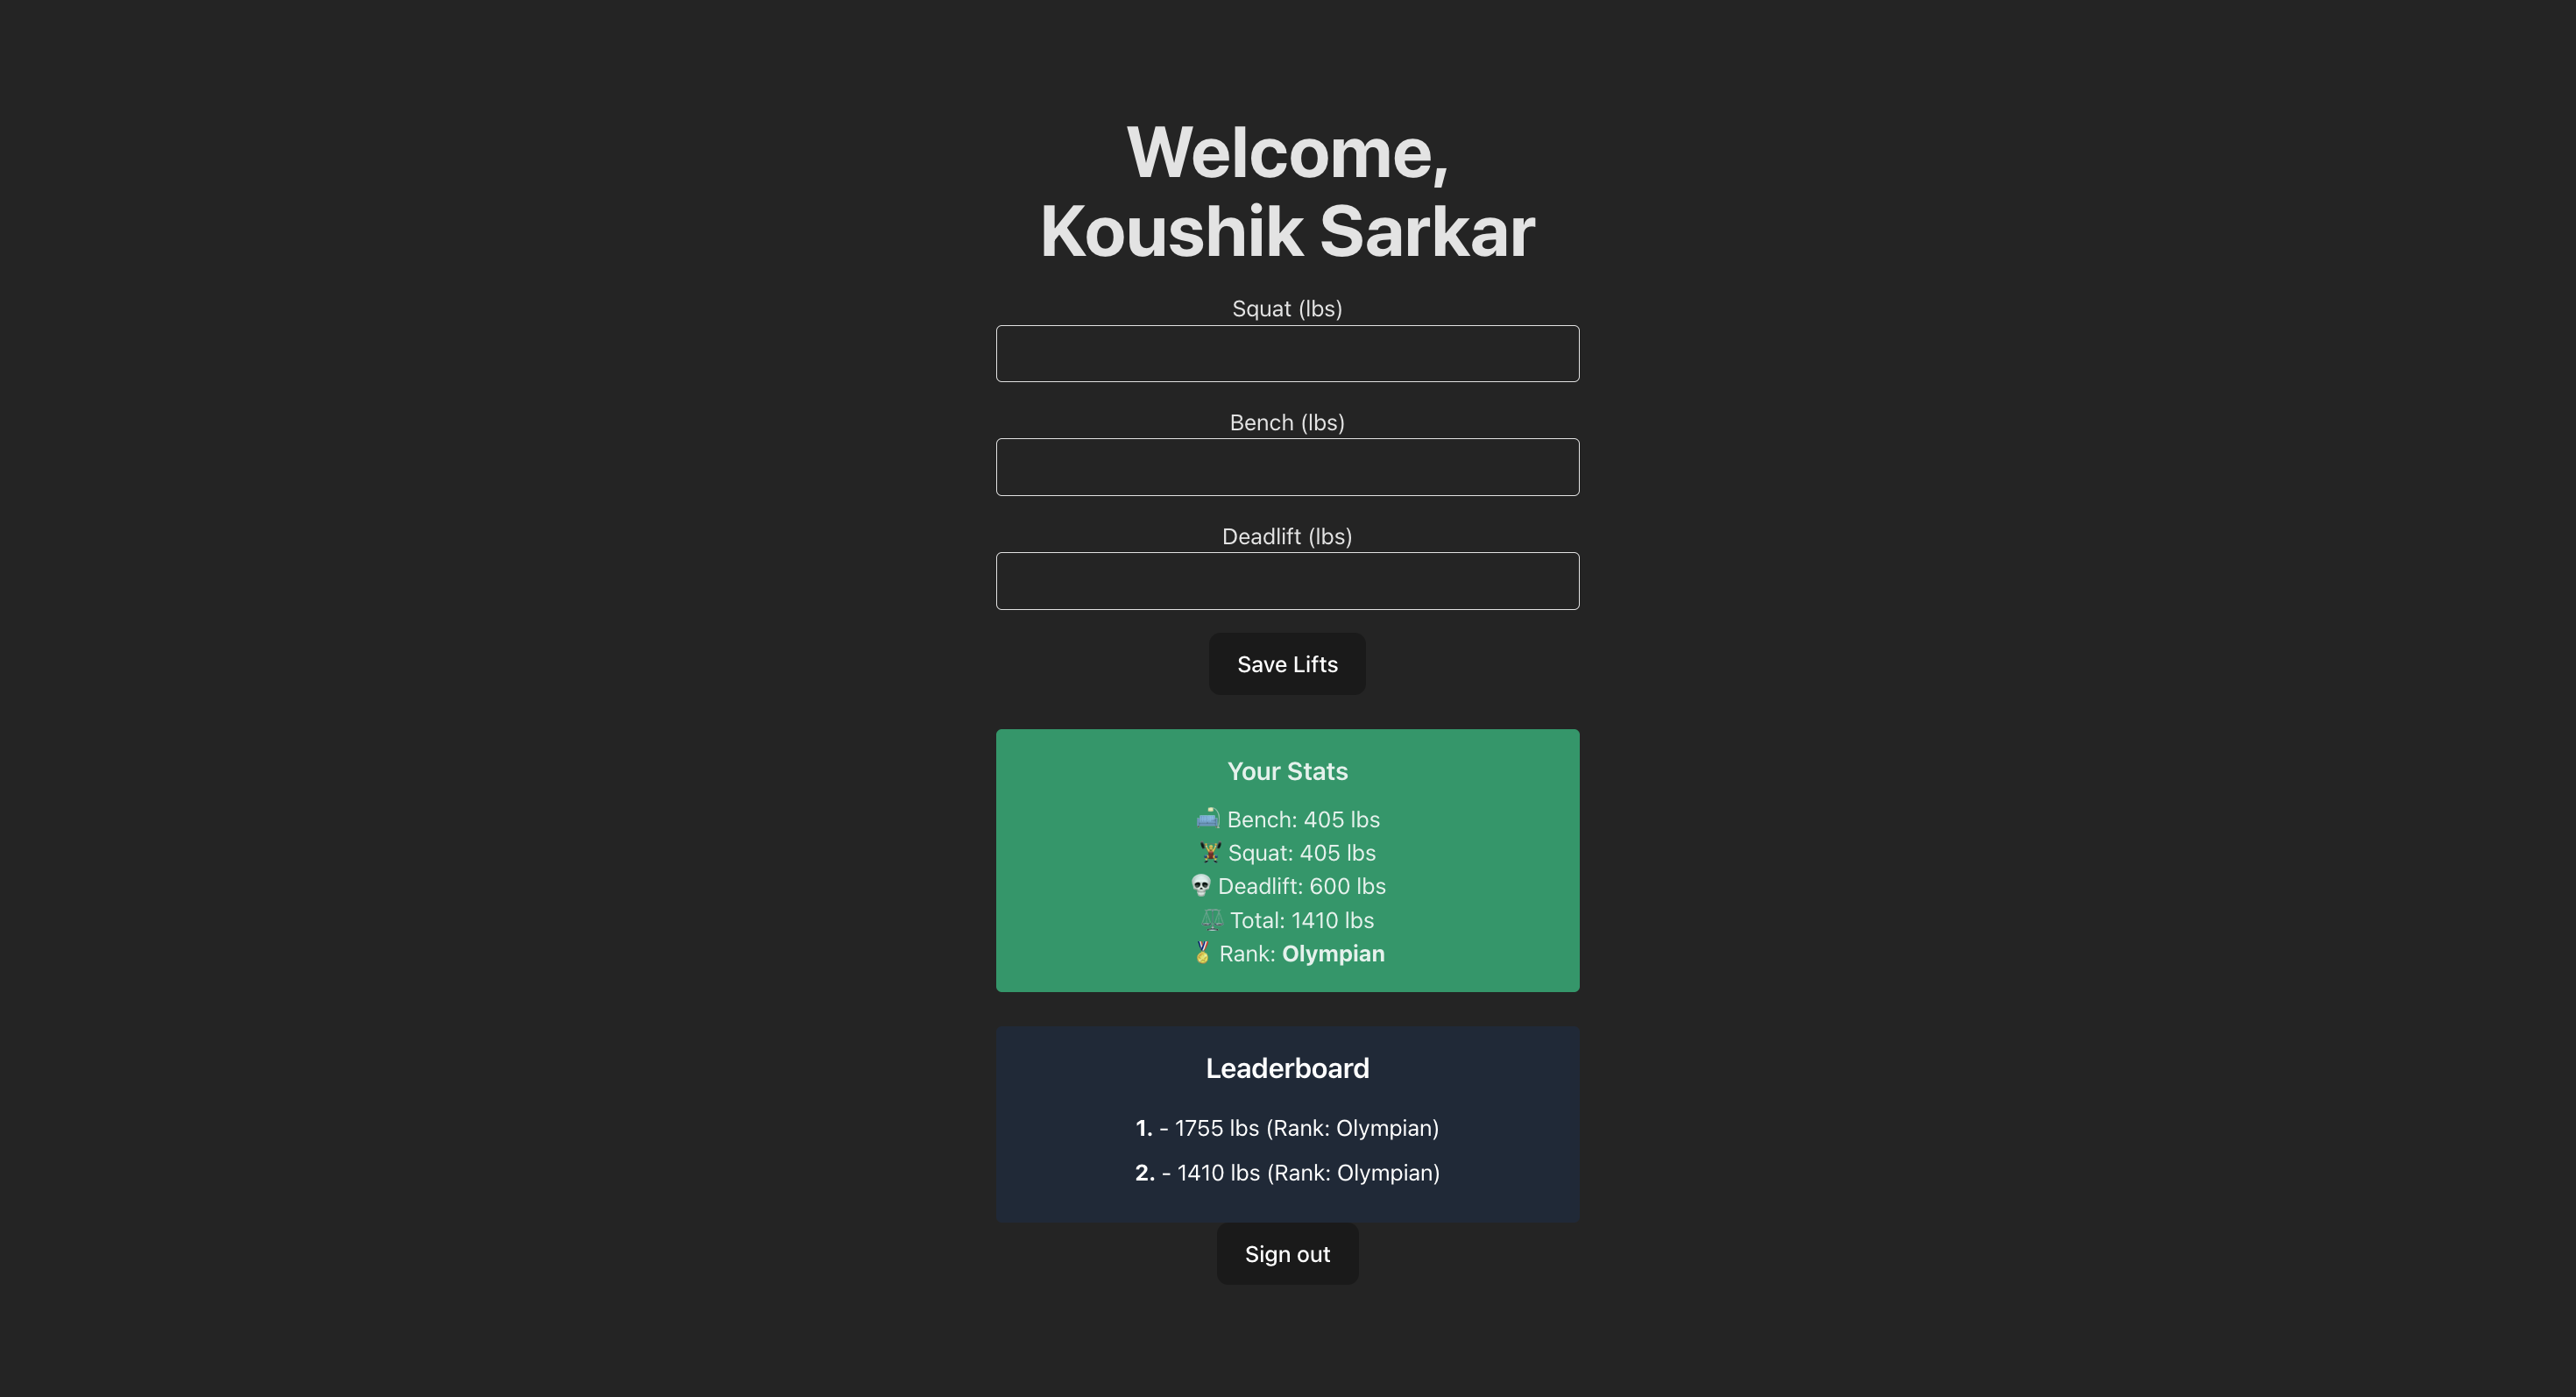 Welcome,
Koushik Sarkar
Squat (lbs)
Bench (lbs)
Deadlift (lbs)
Save Lifts
Your Stats
🛋️ Bench: 405 lbs
🏋️ Squat: 405 lbs
💀 Deadlift: 600 lbs
⚖️ Total: 1410 lbs
🏅 Rank: Olympian
Leaderboard
1. - 1755 lbs (Rank: Olympian)
2. - 1410 lbs (Rank: Olympian)
Sign out